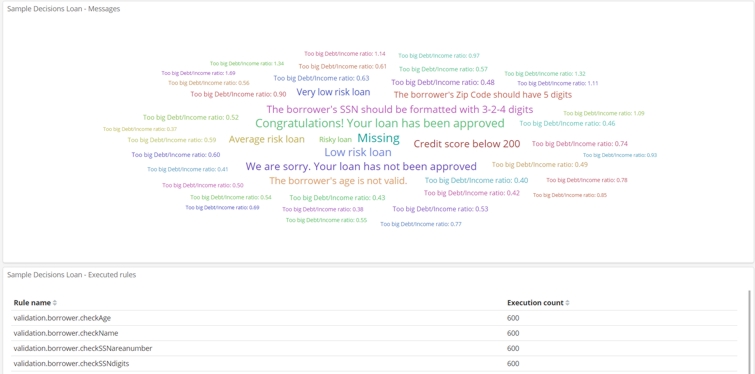 Sample Decisions Loan - Messages
Too big Debt/Income ratio: 1.14
Too big Debt/Income ratio: 0.97
Too big Debt/Income ratio: 1.34
Too big Debt/Income ratio: 0.61
Too big Debt/Income ratio: 0.57
Too big Debt/Income ratio: 1.69
Too big Debt/Income ratio: 0.63
Too big Debt/Income ratio: 1.32
Too big Debt/Income ratio: 0.56
Too big Debt/Income ratio: 0.48
Too big Debt/Income ratio: 1.11
Too big Debt/Income ratio: 0.90
Very low risk loan
The borrower's Zip Code should have 5 digits
The borrower's SSN should be formatted with 3-2-4 digits
Too big Debt/Income ratio: 1.09
Too big Debt/Income ratio: 0.52
Congratulations! Your loan has been approved
Too big Debt/Income ratio: 0.46
Too big Debt/Income ratio: 0.37
Too big Debt/Income ratio: 0.59
Average risk loan
Risky loan
Missing
Credit score below 200
Too big Debt/Income ratio: 0.74
Too big Debt/Income ratio: 0.60
Low risk loan
Too big Debt/Income ratio: 0.93
Too big Debt/Income ratio: 0.41
We are sorry. Your loan has not been approved
Too big Debt/Income ratio: 0.49
Too big Debt/Income ratio: 0.50
The borrower's age is not valid.
Too big Debt/Income ratio: 0.40
Too big Debt/Income ratio: 0.78
Too big Debt/Income ratio: 0.54
Too big Debt/Income ratio: 0.43
Too big Debt/Income ratio: 0.42
Too big Debt/Income ratio: 0.85
Too big Debt/Income ratio: 0.66
Too big Debt/Income ratio: 0.38
Too big Debt/Income ratio: 0.53
Too big Debt/Income ratio: 0.55
Too big Debt/Income ratio: 0.77
Sample Decisions Loan - Executed rules
Rule name Execution count
validation.borrower.checkAge 600
validation.borrower.checkName 600
validation.borrower.checkSSNareanumber 600
validation.borrower.checkSSNdigits 600